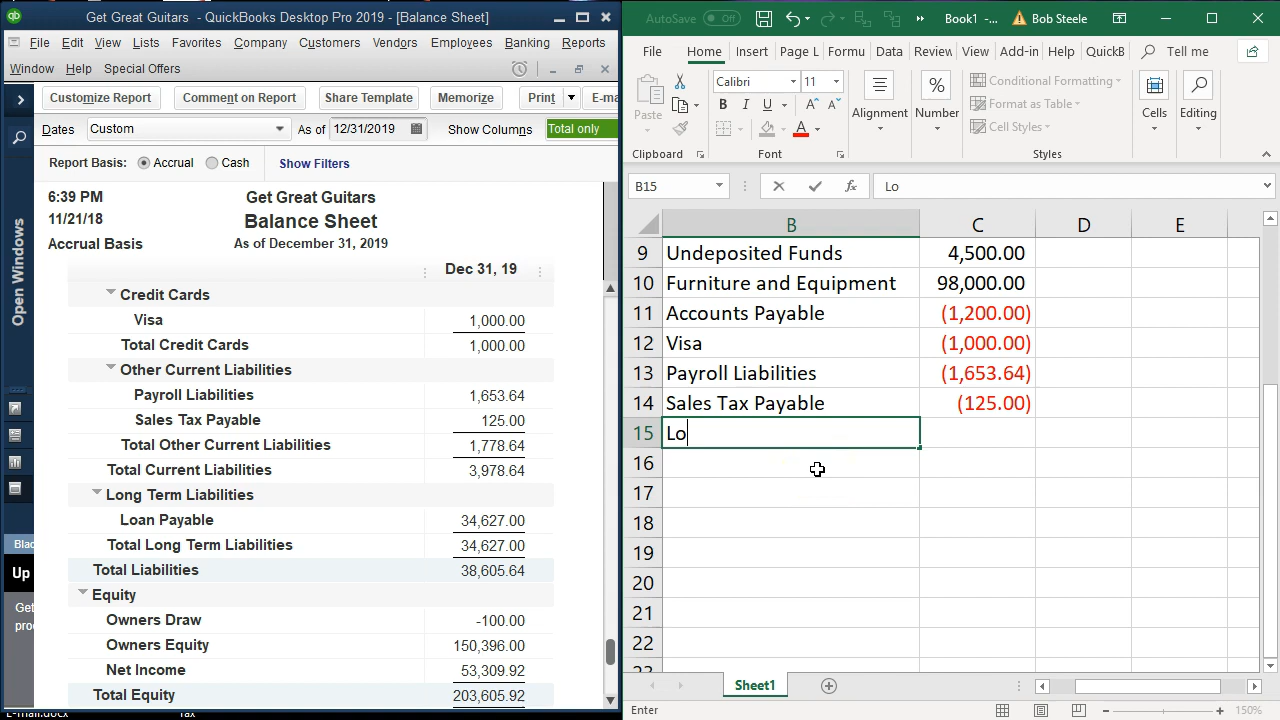 Get Great Guitars - QuickBooks Desktop Pro 2019 - [Balance Sheet]
File Edit View Lists Favorites Company Customers Vendors Employees Banking Reports
Window Help Special Offers
Customize Report Comment on Report Share Template Memorize Print E-ma
Dates Custom As of 12/31/2019 Show Columns Total only
Report Basis: Accrual Cash Show Filters
Open Windows
Blac
Up
Get
pro
6:39 PM
11/21/18
Accrual Basis
Get Great Guitars
Balance Sheet
As of December 31, 2019
Dec 31, 19
Credit Cards
Visa 1,000.00
Total Credit Cards 1,000.00
Other Current Liabilities
Payroll Liabilities 1,653.64
Sales Tax Payable 125.00
Total Other Current Liabilities 1,778.64
Total Current Liabilities 3,978.64
Long Term Liabilities
Loan Payable 34,627.00
Total Long Term Liabilities 34,627.00
Total Liabilities 38,605.64
Equity
Owners Draw -100.00
Owners Equity 150,396.00
Net Income 53,309.92
Total Equity 203,605.92
E-mail.docx Tax
AutoSave Off Book1 -... Bob Steele
File Home Insert Page L Formu Data Review View Add-in Help QuickB Tell me
Paste
Clipboard
Calibri 11
B I U A A
A
Font
Alignment
%
Number
Conditional Formatting
Format as Table
Cell Styles
Styles
Cells
Editing
B15 fx Lo
B C D E
9 Undeposited Funds 4,500.00
10 Furniture and Equipment 98,000.00
11 Accounts Payable (1,200.00)
12 Visa (1,000.00)
13 Payroll Liabilities (1,653.64)
14 Sales Tax Payable (125.00)
15 Lo
16
17
18
19
20
21
22
23
Sheet1
Enter 150%